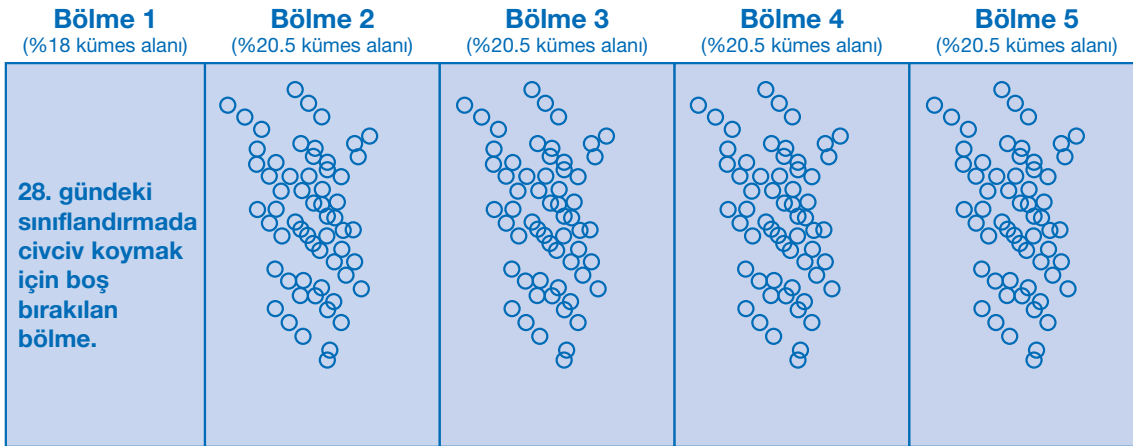 Bölme 1
(%18 kümes alanı)
Bölme 2
(%20.5 kümes alanı)
Bölme 3
(%20.5 kümes alanı)
Bölme 4
(%20.5 kümes alanı)
Bölme 5
(%20.5 kümes alanı)
28. gündeki
sınıflandırmada
civciv koymak
için boş
bırakılan
bölme.